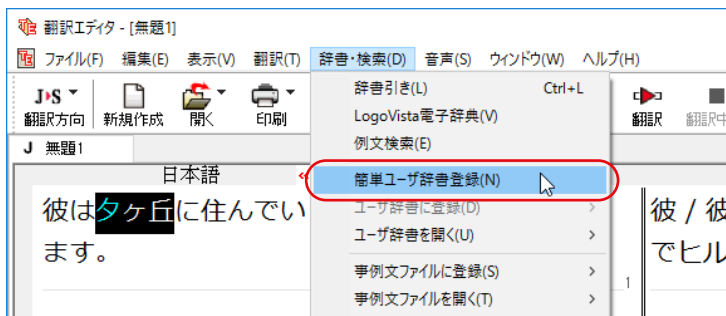 翻訳エディタ - [無題1]
ファイル(F) 編集(E) 表示(V) 翻訳(T) 辞書・検索(D) 音声(S) ウィンドウ(W) ヘルプ(H)
J▸S
翻訳方向 新規作成 開く 印刷 翻訳 翻訳中
J 無題1
日本語
辞書引き(L) Ctrl+L
LogoVista電子辞典(V)
例文検索(E)
簡単ユーザ辞書登録(N)
ユーザ辞書に登録(D)
ユーザ辞書を開く(U)
事例文ファイルに登録(S)
事例文ファイルを開く(T)
彼は夕ヶ丘に住んでい
ます。
1
彼 / 彼
でヒル